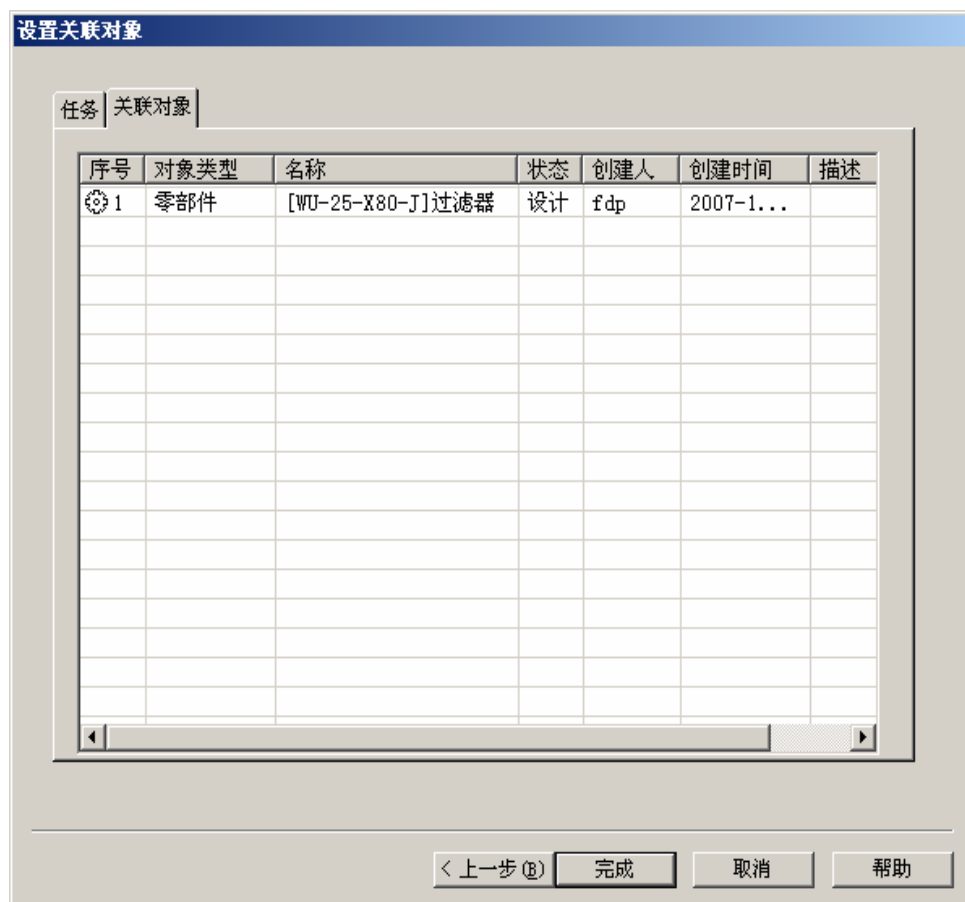 设置关联对象
任务 关联对象
序号 对象类型 名称 状态 创建人 创建时间 描述
1 零部件 [WU-25-X80-J]过滤器 设计 fdp 2007-1...
< 上一步(B) 完成 取消 帮助